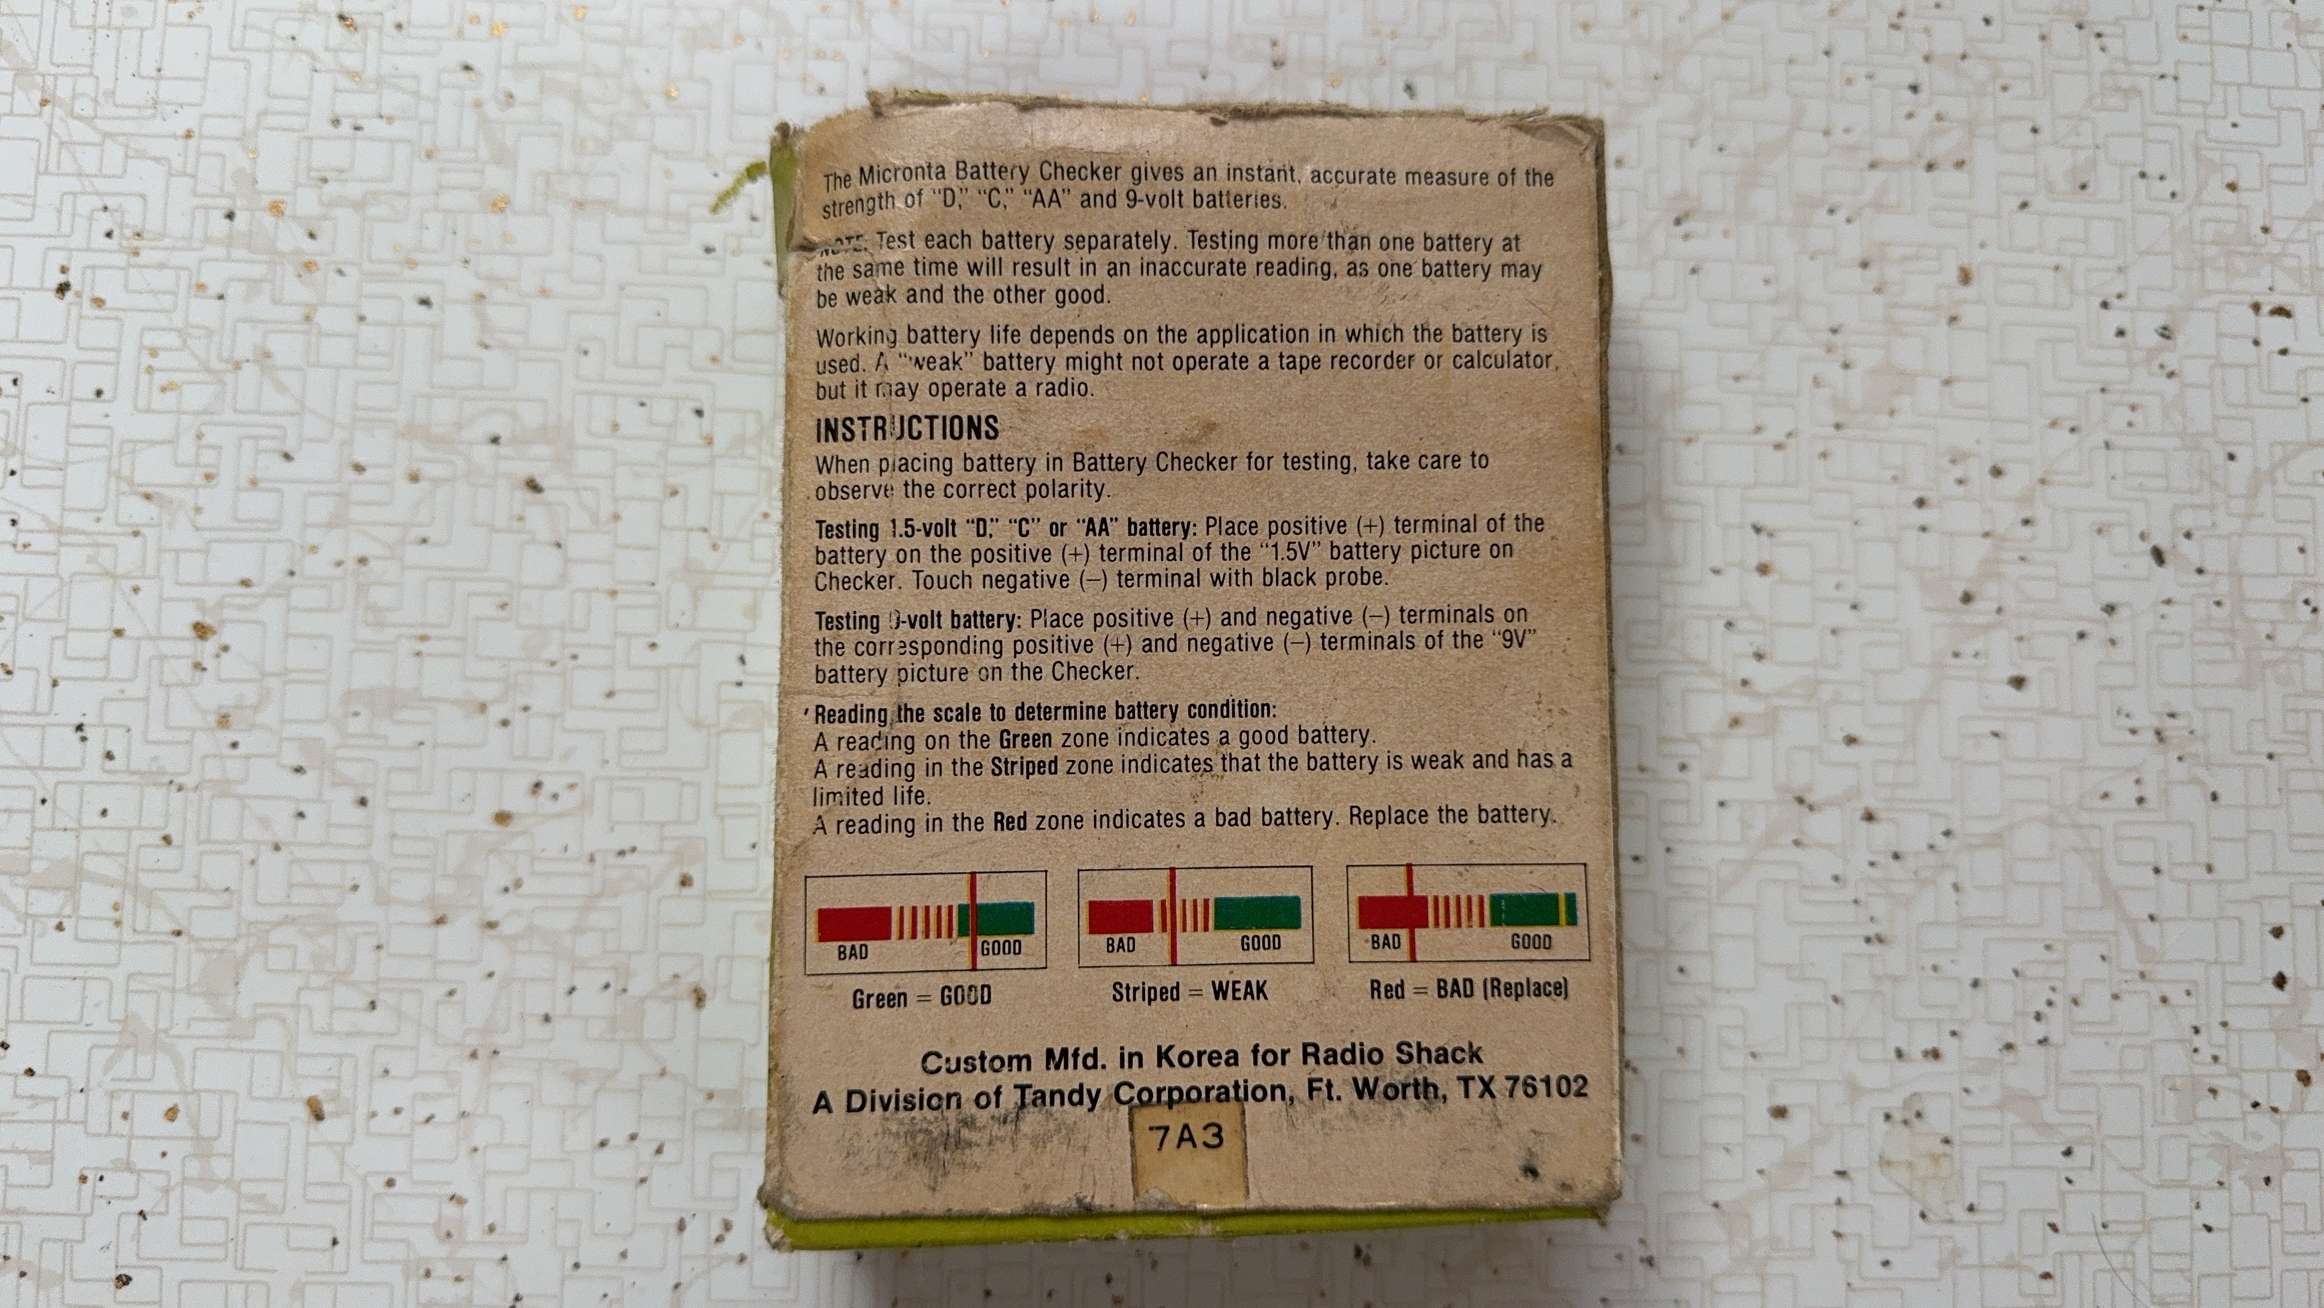 The Micronta Battery Checker gives an instant, accurate measure of the
strength of “D,” “C,” “AA” and 9-volt batteries.
NOTE: Test each battery separately. Testing more than one battery at
the same time will result in an inaccurate reading, as one battery may
be weak and the other good.
Working battery life depends on the application in which the battery is
used. A “weak” battery might not operate a tape recorder or calculator,
but it may operate a radio.
INSTRUCTIONS
When placing battery in Battery Checker for testing, take care to
observe the correct polarity.
Testing 1.5-volt “D,” “C” or “AA” battery: Place positive (+) terminal of the
battery on the positive (+) terminal of the “1.5V” battery picture on
Checker. Touch negative (−) terminal with black probe.
Testing 9-volt battery: Place positive (+) and negative (−) terminals on
the corresponding positive (+) and negative (−) terminals of the “9V”
battery picture on the Checker.
Reading the scale to determine battery condition:
A reading on the Green zone indicates a good battery.
A reading in the Striped zone indicates that the battery is weak and has a
limited life.
A reading in the Red zone indicates a bad battery. Replace the battery.
BAD GOOD
Green = GOOD
BAD GOOD
Striped = WEAK
BAD GOOD
Red = BAD (Replace)
Custom Mfd. in Korea for Radio Shack
A Division of Tandy Corporation, Ft. Worth, TX 76102
7A3